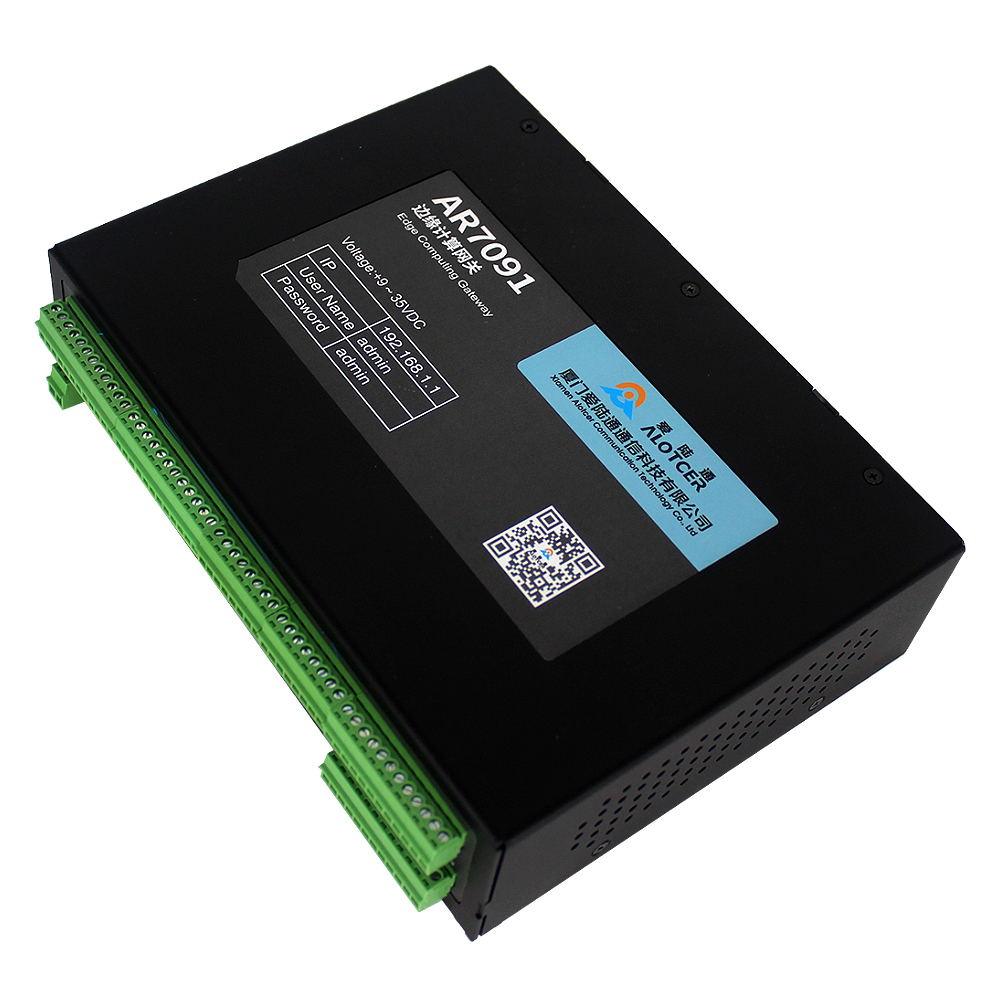 AR7091
边缘计算网关
Edge Computing Gateway
Voltage:+9~35VDC
IP 192.168.1.1
User Name admin
Password admin
爱陆通
ALOTCER
厦门爱陆通通信科技有限公司
Xiamen Alotcer Communication Technology Co., Ltd